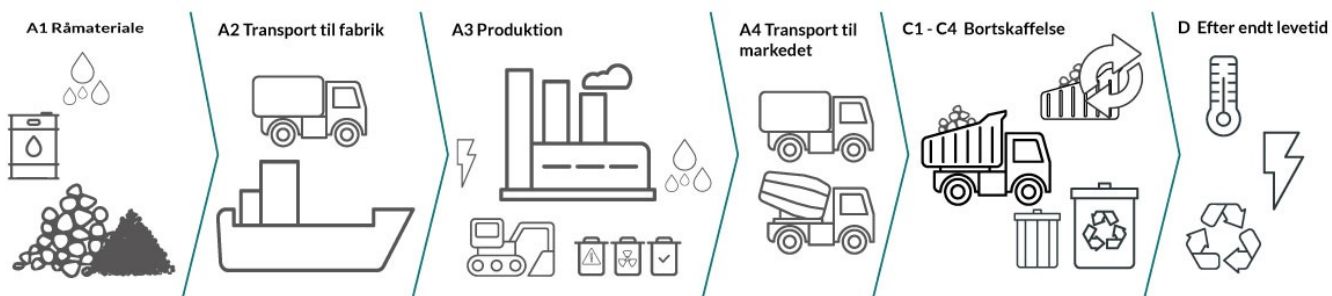 A1 Råmateriale
A2 Transport til fabrik
A3 Produktion
A4 Transport til
markedet
C1 - C4 Bortskaffelse
D Efter endt levetid